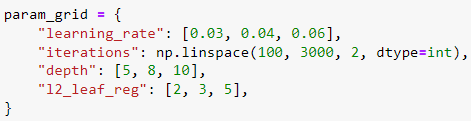 param_grid = {
    "learning_rate": [0.03, 0.04, 0.06],
    "iterations": np.linspace(100, 3000, 2, dtype=int),
    "depth": [5, 8, 10],
    "l2_leaf_reg": [2, 3, 5],
}